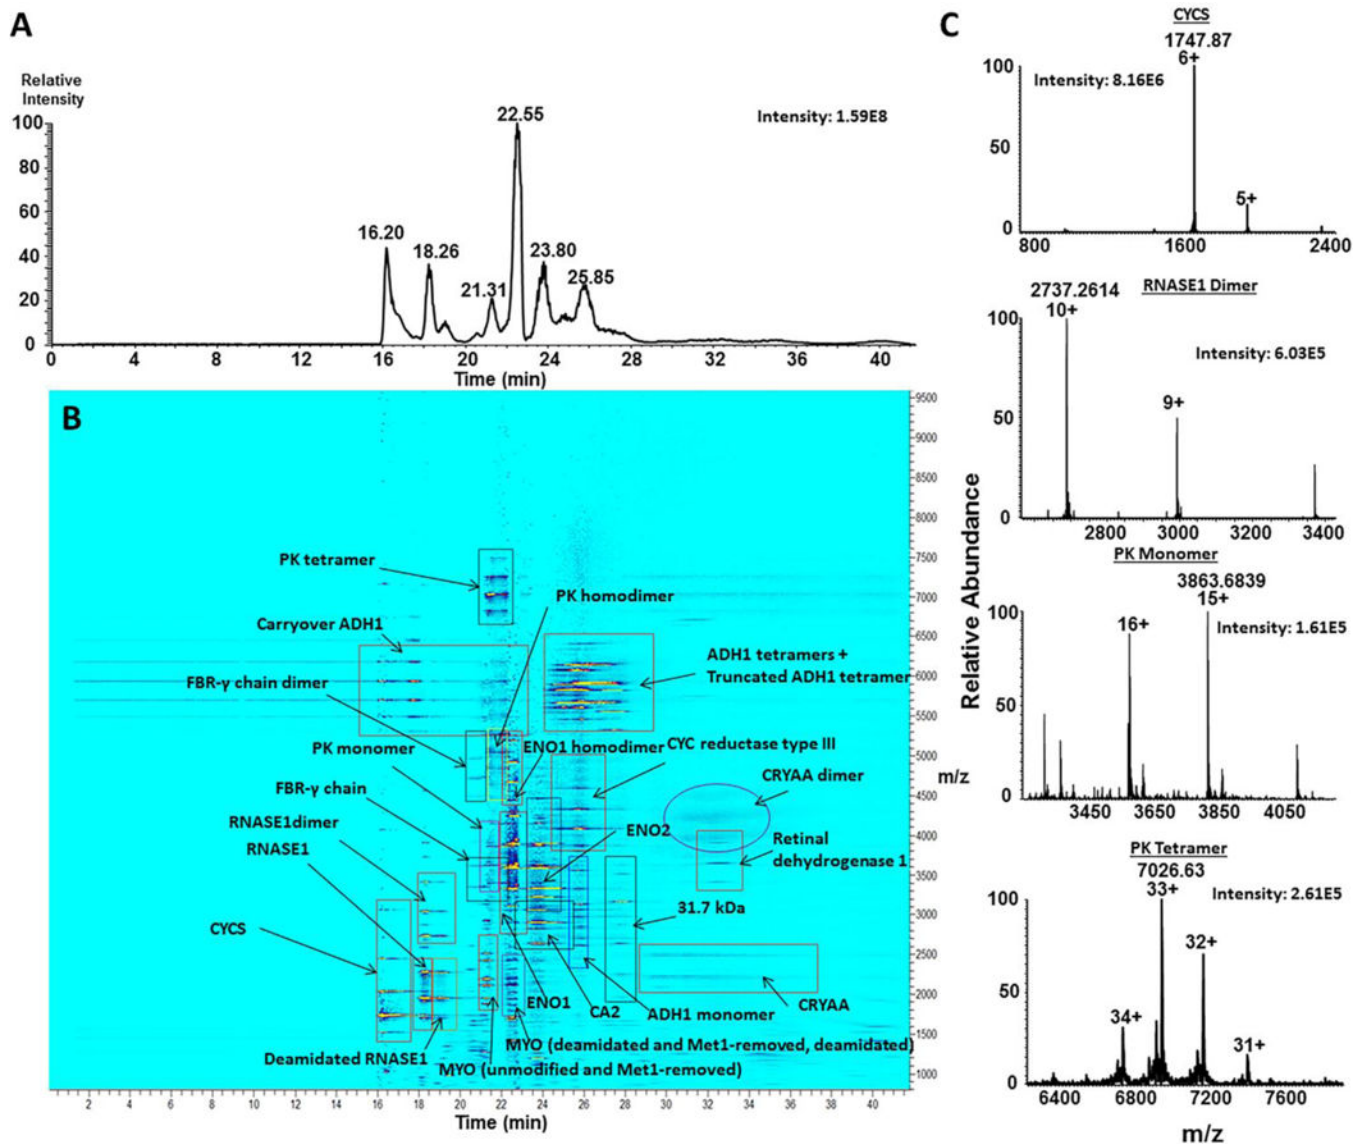 A
Relative
Intensity
100
80
60
40
20
0
16.20
18.26
21.31
22.55
23.80
25.85
Intensity: 1.59E8
0 4 8 12 16 20 24 28 32 36 40
Time (min)
B
PK tetramer
Carryover ADH1
FBR-γ chain dimer
PK monomer
FBR-γ chain
RNASE1dimer
RNASE1
CYCS
Deamidated RNASE1
MYO (unmodified and Met1-removed)
MYO (deamidated and Met1-removed, deamidated)
ENO1
CA2
ADH1 monomer
CRYAA
31.7 kDa
Retinal
dehydrogenase 1
CRYAA dimer
ENO2
CYC reductase type III
ENO1 homodimer
ADH1 tetramers +
Truncated ADH1 tetramer
PK homodimer
9500
9000
8500
8000
7500
7000
6500
6000
5500
5000
4500
4000
3500
3000
2500
2000
1500
1000
m/z
2 4 6 8 10 12 14 16 18 20 22 24 26 28 30 32 34 36 38 40
Time (min)
C
Relative Abundance
CYCS
1747.87
6+
Intensity: 8.16E6
5+
100
50
0
800 1600 2400
RNASE1 Dimer
2737.2614
10+
Intensity: 6.03E5
9+
100
50
0
2800 3000 3200 3400
PK Monomer
3863.6839
15+
16+
Intensity: 1.61E5
100
50
0
3450 3650 3850 4050
PK Tetramer
7026.63
33+
Intensity: 2.61E5
32+
34+
31+
100
50
0
6400 6800 7200 7600
m/z